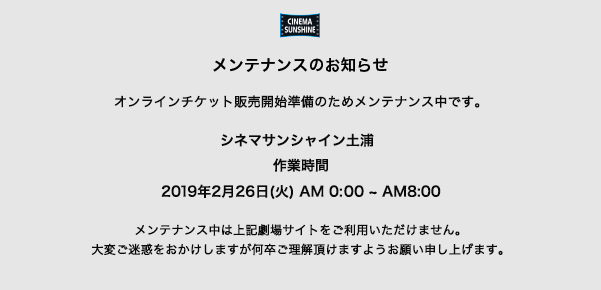 CINEMA
SUNSHINE
メンテナンスのお知らせ
オンラインチケット販売開始準備のためメンテナンス中です。
シネマサンシャイン土浦
作業時間
2019年2月26日(火) AM 0:00 ~ AM8:00
メンテナンス中は上記劇場サイトをご利用いただけません。
大変ご迷惑をおかけしますが何卒ご理解頂けますようお願い申し上げます。